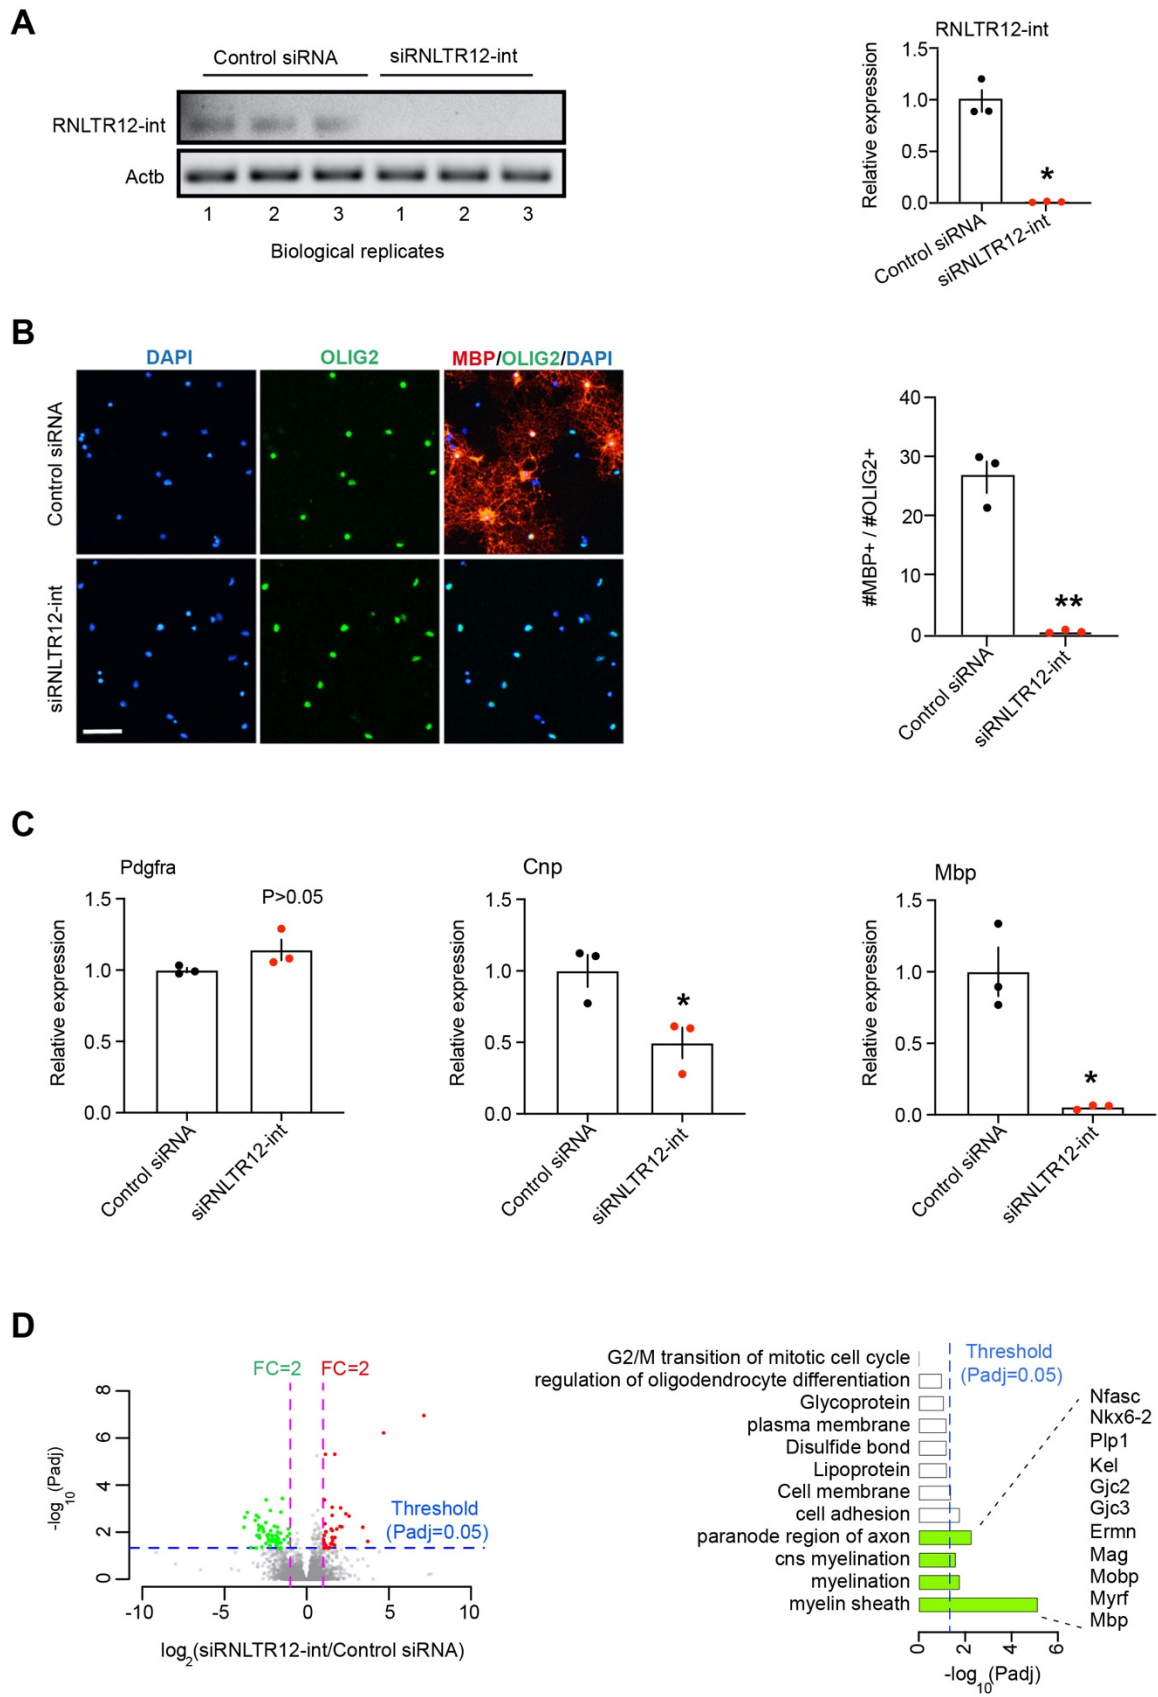 A
Control siRNA
siRNLTR12-int
RNLTR12-int
Actb
1 2 3 1 2 3
Biological replicates
RNLTR12-int
Relative expression
1.5
1.0
0.5
0.0
*
Control siRNA
siRNLTR12-int
B
DAPI
OLIG2
MBP/OLIG2/DAPI
Control siRNA
siRNLTR12-int
#MBP+ / #OLIG2+
40
30
20
10
0
**
Control siRNA
siRNLTR12-int
C
Pdgfra
P>0.05
Relative expression
1.5
1.0
0.5
0.0
Control siRNA
siRNLTR12-int
Cnp
Relative expression
1.5
1.0
0.5
0.0
*
Control siRNA
siRNLTR12-int
Mbp
Relative expression
1.5
1.0
0.5
0.0
*
Control siRNA
siRNLTR12-int
D
FC=2
FC=2
-log10(Padj)
8
6
4
2
0
Threshold
(Padj=0.05)
-10 -5 0 5 10
log2(siRNLTR12-int/Control siRNA)
G2/M transition of mitotic cell cycle
regulation of oligodendrocyte differentiation
Glycoprotein
plasma membrane
Disulfide bond
Lipoprotein
Cell membrane
cell adhesion
paranode region of axon
cns myelination
myelination
myelin sheath
Threshold
(Padj=0.05)
Nfasc
Nkx6-2
Plp1
Kel
Gjc2
Gjc3
Ermn
Mag
Mobp
Myrf
Mbp
0 2 4 6
-log10(Padj)